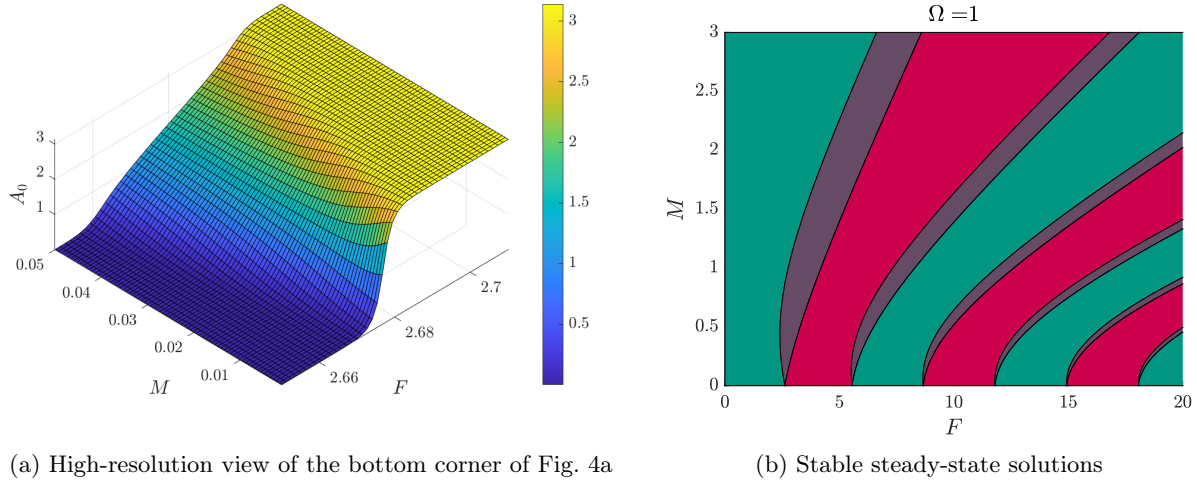 3
2.5
2
1.5
1
0.5
3
2
1
A₀
0.05
0.04
0.03
0.02
0.01
M
2.66
2.68
2.7
F
Ω =1
3
2.5
2
1.5
1
0.5
0
M
0 5 10 15 20
F
(a) High-resolution view of the bottom corner of Fig. 4a
(b) Stable steady-state solutions